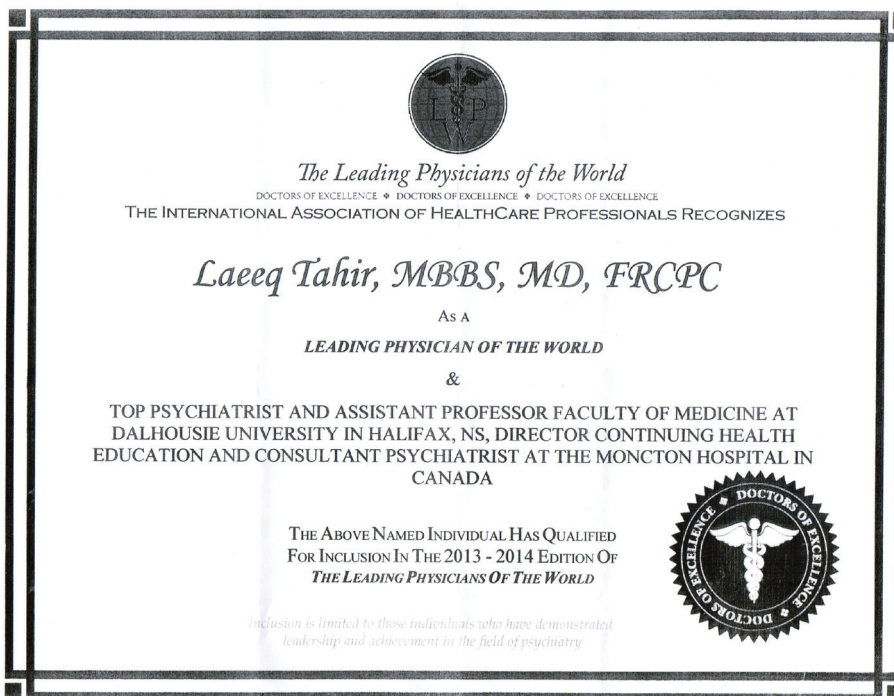 L P
W
The Leading Physicians of the World
DOCTORS OF EXCELLENCE ❖ DOCTORS OF EXCELLENCE ❖ DOCTORS OF EXCELLENCE
THE INTERNATIONAL ASSOCIATION OF HEALTHCARE PROFESSIONALS RECOGNIZES
Laeeq Tahir, MBBS, MD, FRCPC
AS A
LEADING PHYSICIAN OF THE WORLD
&
TOP PSYCHIATRIST AND ASSISTANT PROFESSOR FACULTY OF MEDICINE AT
DALHOUSIE UNIVERSITY IN HALIFAX, NS, DIRECTOR CONTINUING HEALTH
EDUCATION AND CONSULTANT PSYCHIATRIST AT THE MONCTON HOSPITAL IN
CANADA
THE ABOVE NAMED INDIVIDUAL HAS QUALIFIED
FOR INCLUSION IN THE 2013 - 2014 EDITION OF
THE LEADING PHYSICIANS OF THE WORLD
Inclusion is limited to those individuals who have demonstrated
leadership and achievement in the field of psychiatry
DOCTORS OF EXCELLENCE ❖ DOCTORS OF EXCELLENCE ❖